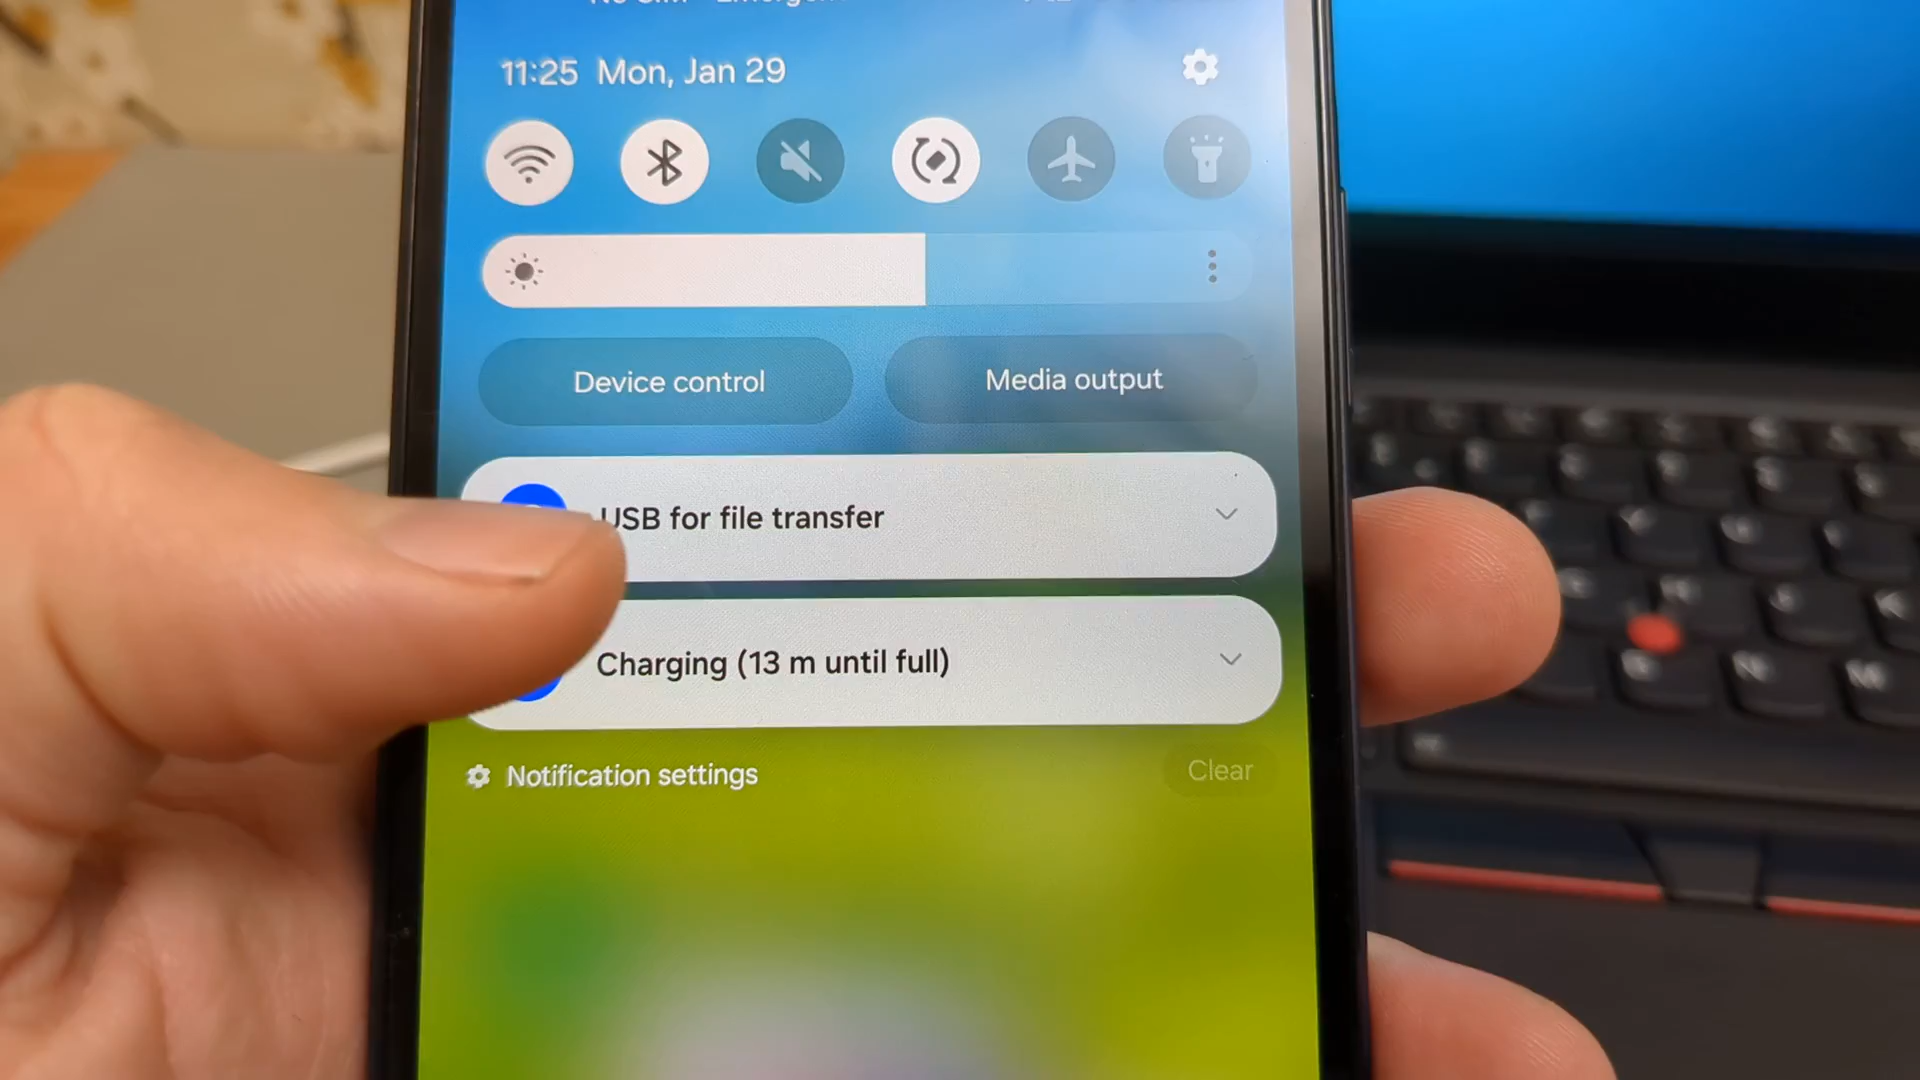 11:25 Mon, Jan 29
Device control
Media output
USB for file transfer
Charging (13 m until full)
Notification settings
Clear